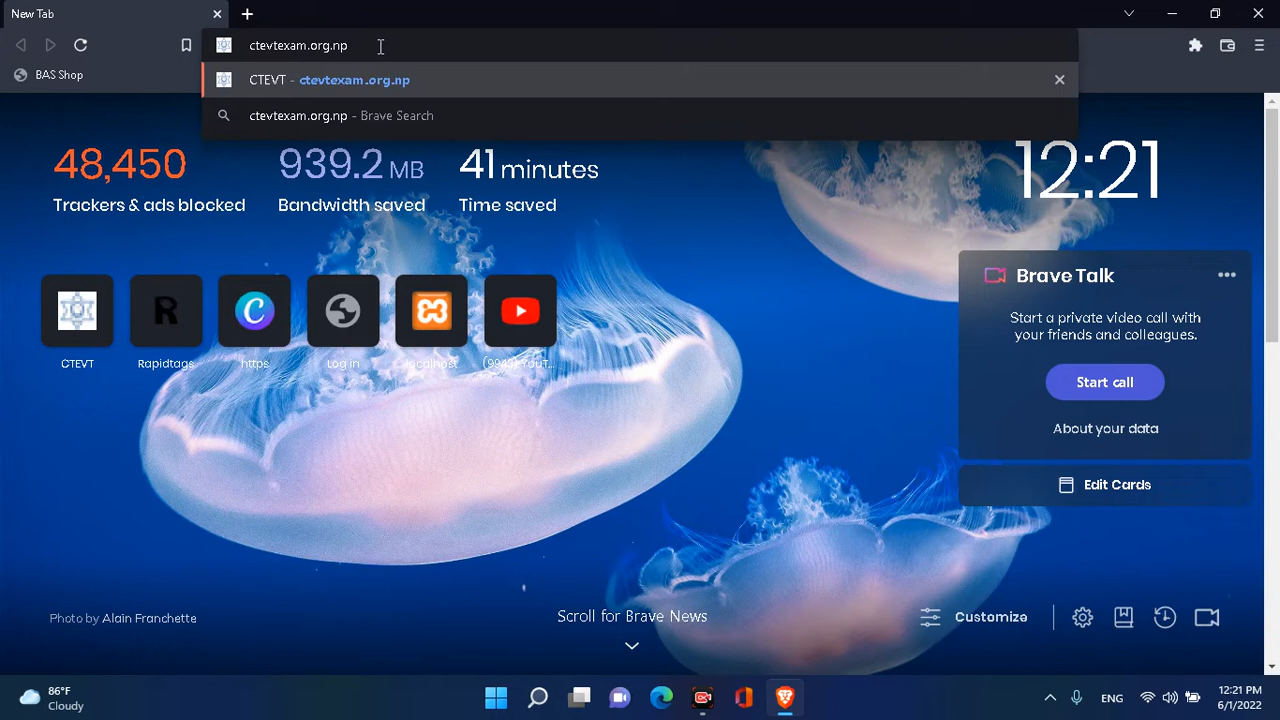 New Tab
ctevtexam.org.np
BAS Shop
CTEVT - ctevtexam.org.np
ctevtexam.org.np - Brave Search
48,450
Trackers & ads blocked
939.2 MB
Bandwidth saved
41 minutes
Time saved
12:21
CTEVT
Rapidtags
https
Log in
localhost
(994
Brave Talk
Start a private video call with
your friends and colleagues.
Start call
About your data
Edit Cards
Photo by Alain Franchette
Scroll for Brave News
Customize
86°F
Cloudy
ENG
12:21 PM
6/1/2022